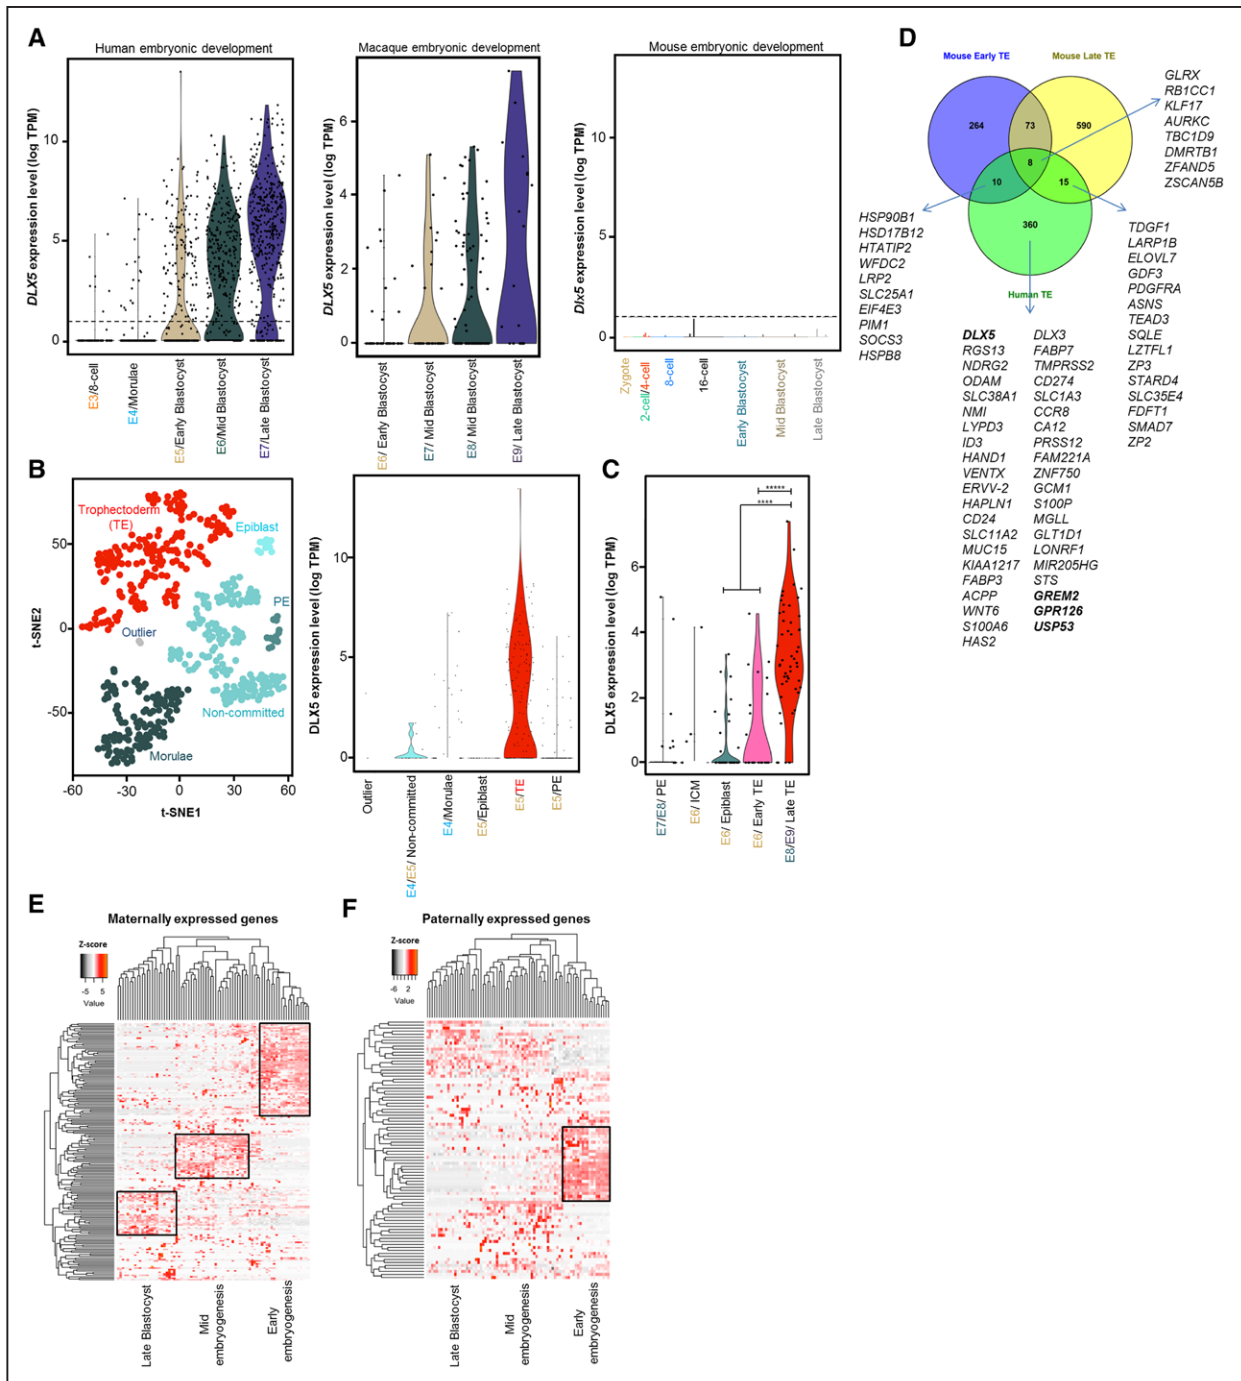 A
Human embryonic development
DLX5 expression level (log TPM)
10
5
0
E3/8-cell
E4/Morulae
E5/Early Blastocyst
E6/Mid Blastocyst
E7/Late Blastocyst
Macaque embryonic development
DLX5 expression level (log TPM)
6
4
2
0
E6/ Early Blastocyst
E7/ Mid Blastocyst
E8/ Mid Blastocyst
E9/ Late Blastocyst
Mouse embryonic development
Dlx5 expression level (log TPM)
10
5
0
Zygote
2-cell/4-cell
8-cell
16-cell
Early Blastocyst
Mid Blastocyst
Late Blastocyst
D
Mouse Early TE
Mouse Late TE
264
73
590
8
10
15
360
Human TE
GLRX
RB1CC1
KLF17
AURKC
TBC1D9
DMRTB1
ZFAND5
ZSCAN5B
HSP90B1
HSD17B12
HTATIP2
WFDC2
LRP2
SLC25A1
EIF4E3
PIM1
SOCS3
HSPB8
TDGF1
LARP1B
ELOVL7
GDF3
PDGFRA
ASNS
TEAD3
SQLE
LZTFL1
ZP3
STARD4
SLC35E4
FDFT1
SMAD7
ZP2
DLX5
RGS13
NDRG2
ODAM
SLC38A1
NMI
LYPD3
ID3
HAND1
VENTX
ERVV-2
HAPLN1
CD24
SLC11A2
MUC15
KIAA1217
FABP3
ACPP
WNT6
S100A6
HAS2
DLX3
FABP7
TMPRSS2
CD274
SLC1A3
CCR8
CA12
PRSS12
FAM221A
ZNF750
GCM1
S100P
MGLL
GLT1D1
LONRF1
MIR205HG
STS
GREM2
GPR126
USP53
B
Trophectoderm
(TE)
Epiblast
PE
Outlier
Non-committed
Morulae
t-SNE2
50
0
-50
-60
-30
0
30
60
t-SNE1
DLX5 expression level (log TPM)
10
5
0
Outlier
E4/E5/ Non-committed
E4/Morulae
E5/Epiblast
E5/TE
E5/PE
C
*****
****
DLX5 expression level (log TPM)
6
4
2
0
E7/E8/ PE
E6/ ICM
E6/ Epiblast
E6/ Early TE
E8/E9/ Late TE
E
Maternally expressed genes
Z-score
-5 5
Value
Late Blastocyst
Mid
embryogenesis
Early
embryogenesis
F
Paternally expressed genes
Z-score
-6 2
Value
Late Blastocyst
Mid
embryogenesis
Early
embryogenesis